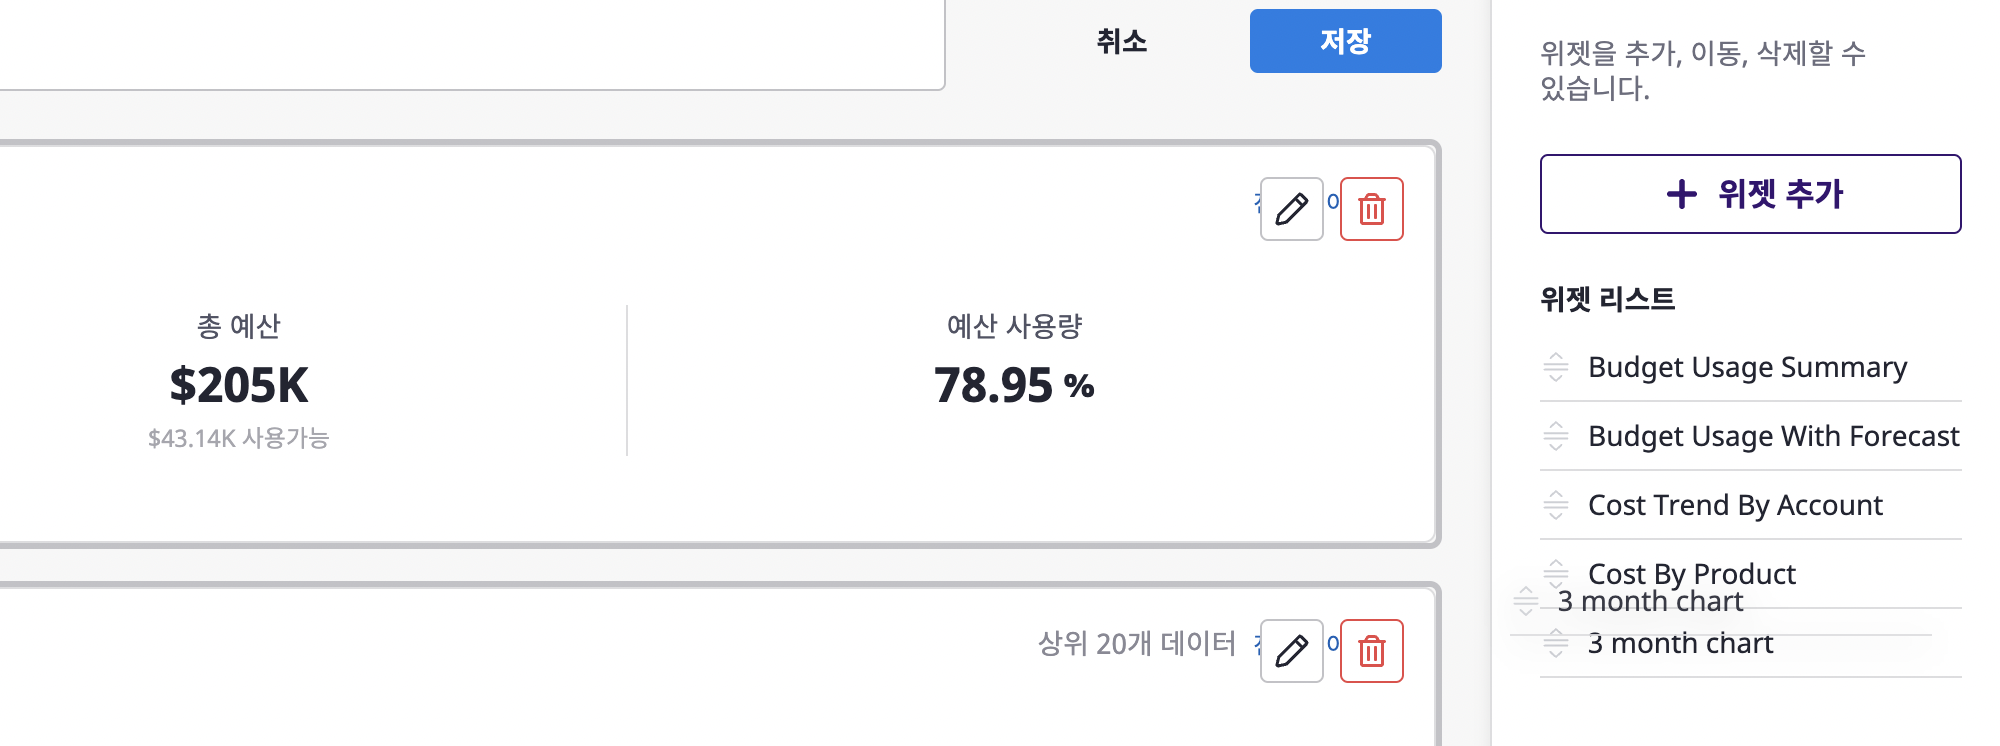 취소
저장
위젯을 추가, 이동, 삭제할 수
있습니다.
위젯 추가
총 예산
$205K
$43.14K 사용가능
예산 사용량
78.95 %
상위 20개 데이터
위젯 리스트
Budget Usage Summary
Budget Usage With Forecast
Cost Trend By Account
Cost By Product
3 month chart
3 month chart